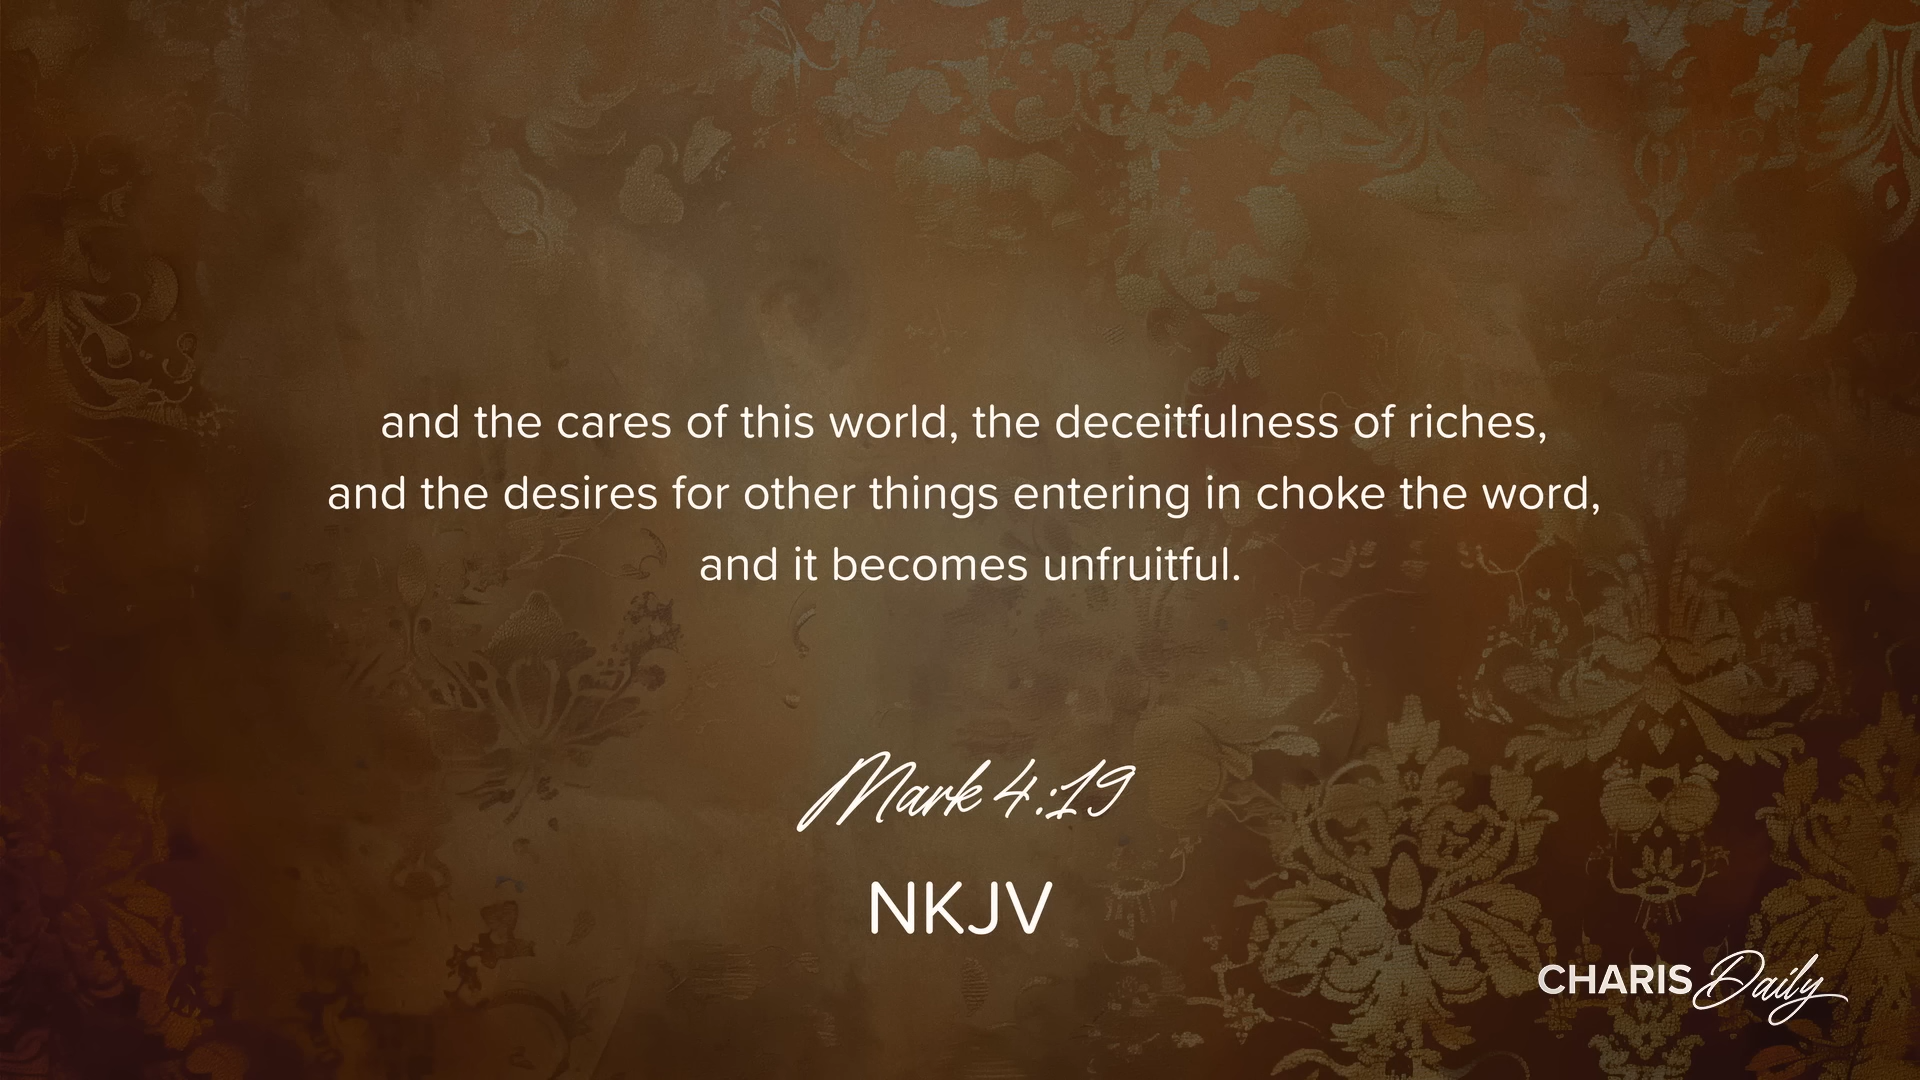 and the cares of this world, the deceitfulness of riches,
and the desires for other things entering in choke the word,
and it becomes unfruitful.
Mark 4:19
NKJV
CHARIS Daily